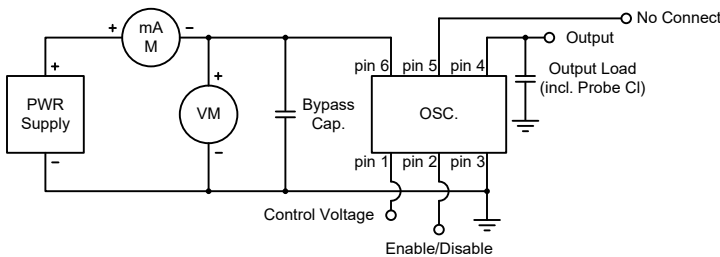 No Connect
+
mA
M
−
Output
pin 6
pin 5
pin 4
+
+
Output Load
(incl. Probe Cl)
PWR
Supply
VM
Bypass
Cap.
OSC.
−
−
pin 1
pin 2
pin 3
Control Voltage
Enable/Disable